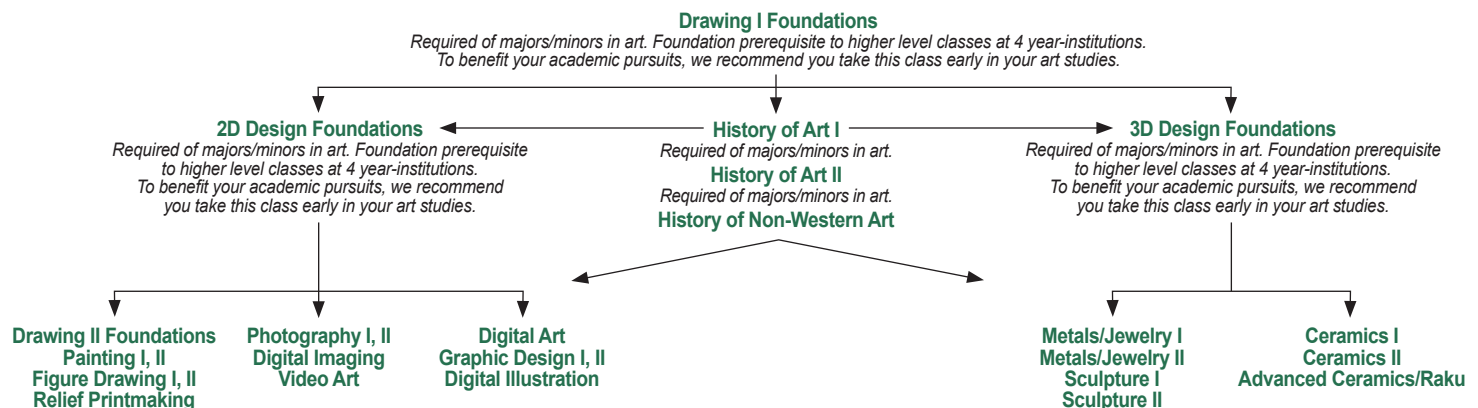 Drawing I Foundations
Required of majors/minors in art. Foundation prerequisite to higher level classes at 4 year-institutions.
To benefit your academic pursuits, we recommend you take this class early in your art studies.
2D Design Foundations
Required of majors/minors in art. Foundation prerequisite
to higher level classes at 4 year-institutions.
To benefit your academic pursuits, we recommend
you take this class early in your art studies.
History of Art I
Required of majors/minors in art.
History of Art II
Required of majors/minors in art.
History of Non-Western Art
3D Design Foundations
Required of majors/minors in art. Foundation prerequisite
to higher level classes at 4 year-institutions.
To benefit your academic pursuits, we recommend
you take this class early in your art studies.
Drawing II Foundations
Painting I, II
Figure Drawing I, II
Relief Printmaking
Photography I, II
Digital Imaging
Video Art
Digital Art
Graphic Design I, II
Digital Illustration
Metals/Jewelry I
Metals/Jewelry II
Sculpture I
Sculpture II
Ceramics I
Ceramics II
Advanced Ceramics/Raku